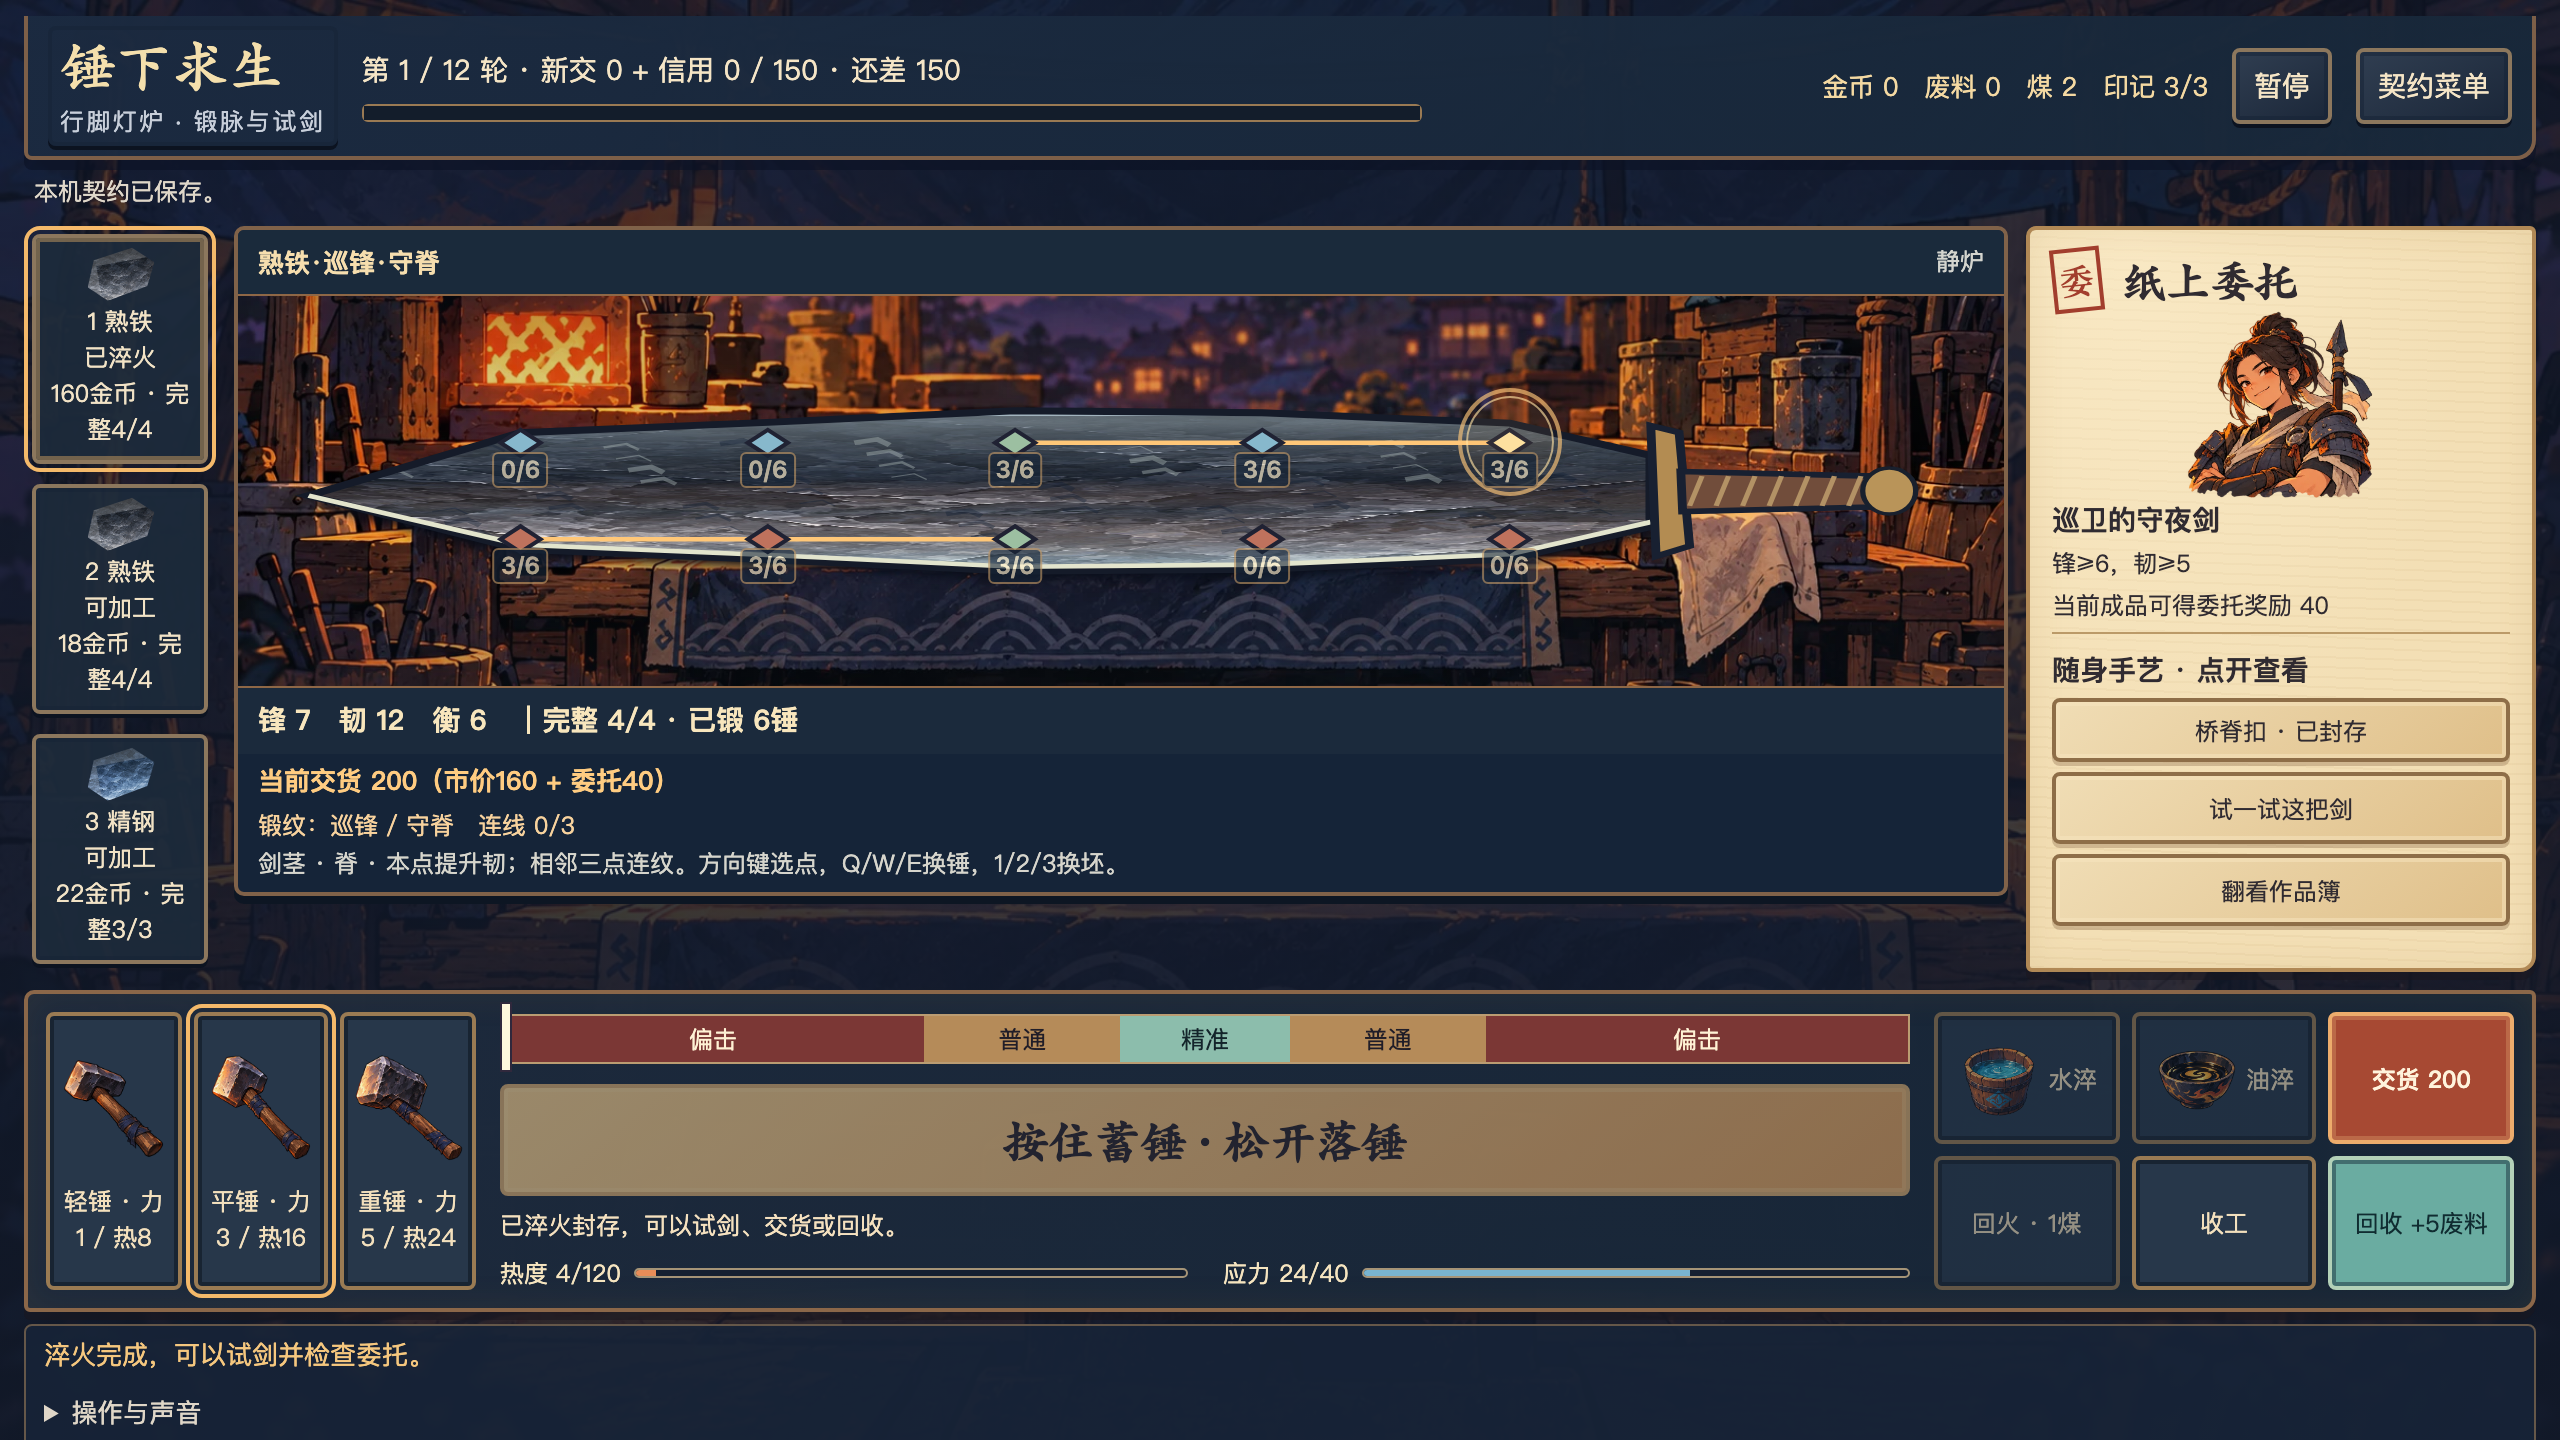 锤下求生
行脚灯炉 · 锻脉与试剑
第 1 / 12 轮 · 新交 0 + 信用 0 / 150 · 还差 150
金币 0 废料 0 煤 2 印记 3/3
暂停
契约菜单
本机契约已保存。
1 熟铁
已淬火
160金币 · 完
整4/4
2 熟铁
可加工
18金币 · 完
整4/4
3 精钢
可加工
22金币 · 完
整3/3
熟铁·巡锋·守脊
静炉
0/6 0/6 3/6 3/6 3/6
3/6 3/6 3/6 0/6 0/6
锋 7 韧 12 衡 6 | 完整 4/4 · 已锻 6锤
当前交货 200（市价160 + 委托40）
锻纹：巡锋 / 守脊 连线 0/3
剑茎 · 脊 · 本点提升韧；相邻三点连纹。方向键选点，Q/W/E换锤，1/2/3换坯。
委
纸上委托
巡卫的守夜剑
锋≥6，韧≥5
当前成品可得委托奖励 40
随身手艺 · 点开查看
桥脊扣 · 已封存
试一试这把剑
翻看作品簿
轻锤 · 力
1 / 热8
平锤 · 力
3 / 热16
重锤 · 力
5 / 热24
偏击 普通 精准 普通 偏击
按住蓄锤·松开落锤
已淬火封存，可以试剑、交货或回收。
热度 4/120
应力 24/40
水淬
油淬
交货 200
回火 · 1煤
收工
回收 +5废料
淬火完成，可以试剑并检查委托。
▶ 操作与声音